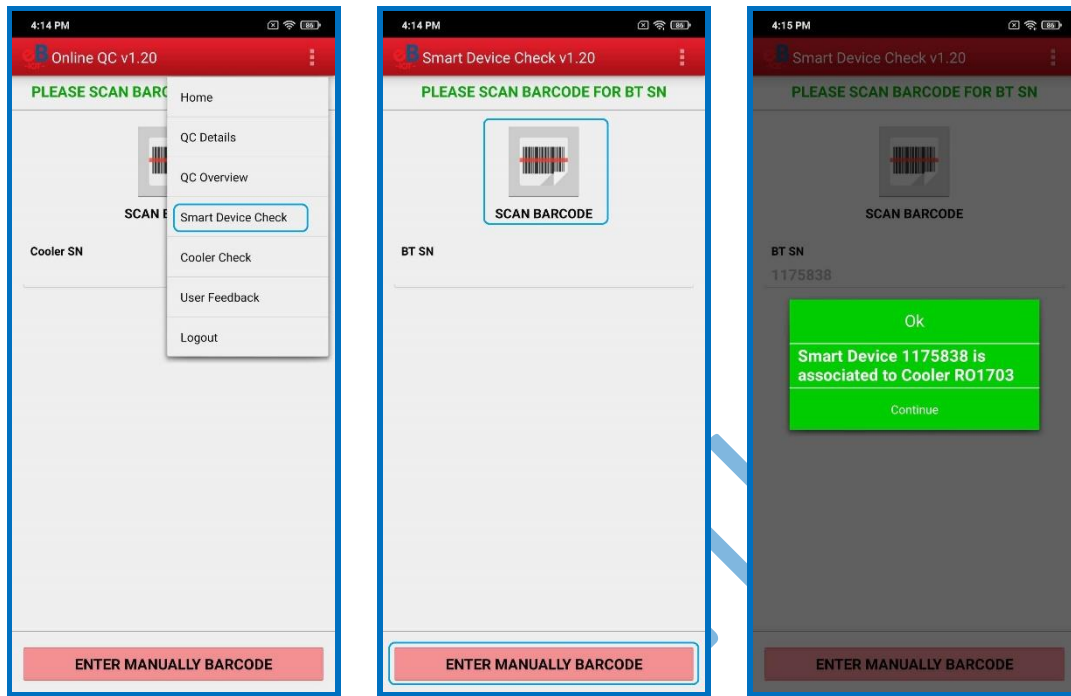 4:14 PM
86
Online QC v1.20
PLEASE SCAN BARC
Home
QC Details
QC Overview
Smart Device Check
Cooler Check
User Feedback
Logout
SCAN B
Cooler SN
ENTER MANUALLY BARCODE
4:14 PM
86
Smart Device Check v1.20
PLEASE SCAN BARCODE FOR BT SN
SCAN BARCODE
BT SN
ENTER MANUALLY BARCODE
4:15 PM
86
Smart Device Check v1.20
PLEASE SCAN BARCODE FOR BT SN
SCAN BARCODE
BT SN
1175838
Ok
Smart Device 1175838 is
associated to Cooler RO1703
Continue
ENTER MANUALLY BARCODE